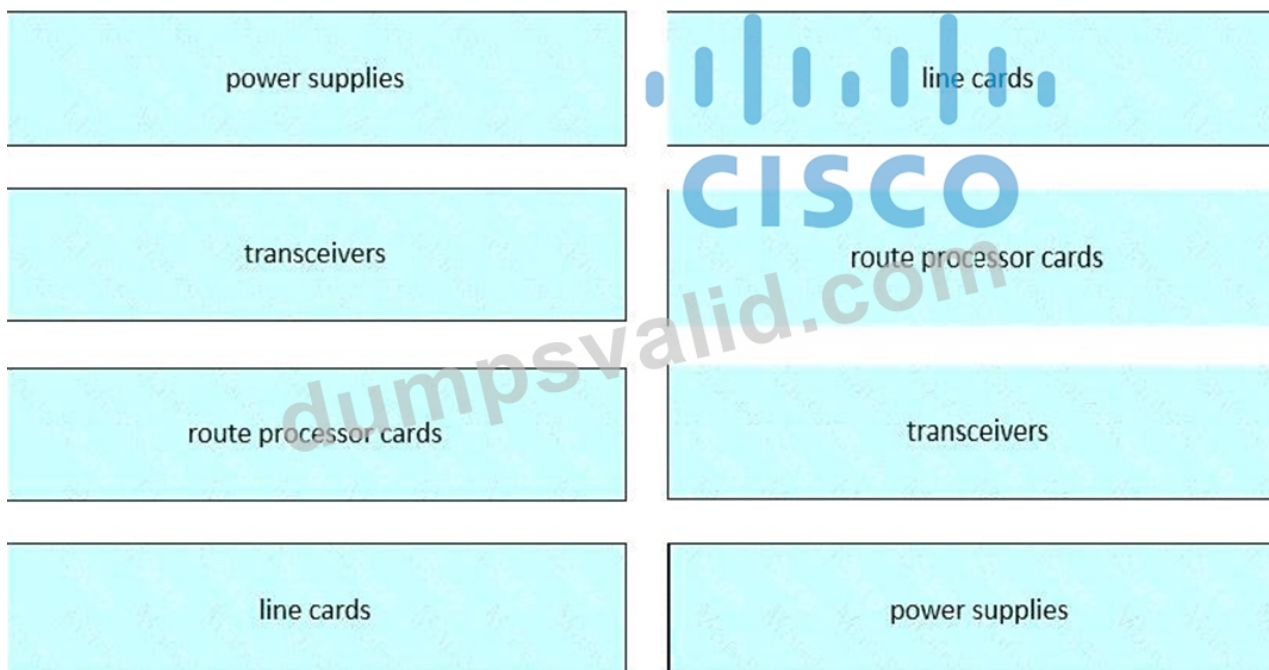 power supplies
line cards
CISCO
transceivers
route processor cards
dumpsvalid.com
route processor cards
transceivers
line cards
power supplies